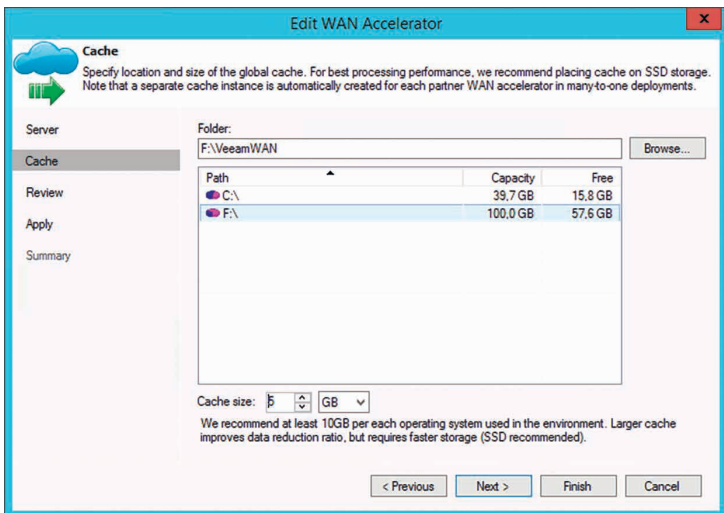 Edit WAN Accelerator
x
Cache
Specify location and size of the global cache. For best processing performance, we recommend placing cache on SSD storage.
Note that a separate cache instance is automatically created for each partner WAN accelerator in many-to-one deployments.
Server
Cache
Review
Apply
Summary
Folder:
F:\VeeamWAN
Browse...
Path Capacity Free
C:\ 39,7 GB 15,8 GB
F:\ 100,0 GB 57,6 GB
Cache size: 5 GB
We recommend at least 10GB per each operating system used in the environment. Larger cache
improves data reduction ratio, but requires faster storage (SSD recommended).
< Previous Next > Finish Cancel